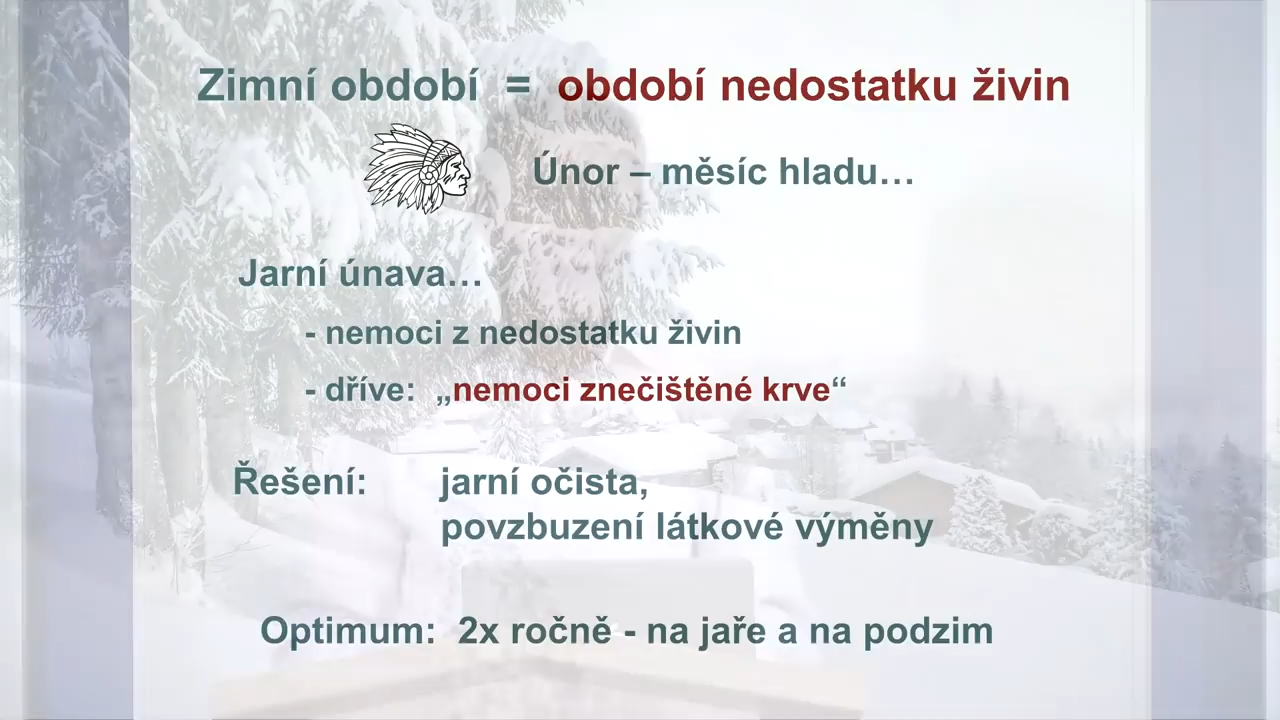 Zimní období = období nedostatku živin
Únor – měsíc hladu…
Jarní únava…
- nemoci z nedostatku živin
- dříve: „nemoci znečištěné krve“
Řešení: jarní očista,
povzbuzení látkové výměny
Optimum: 2x ročně - na jaře a na podzim